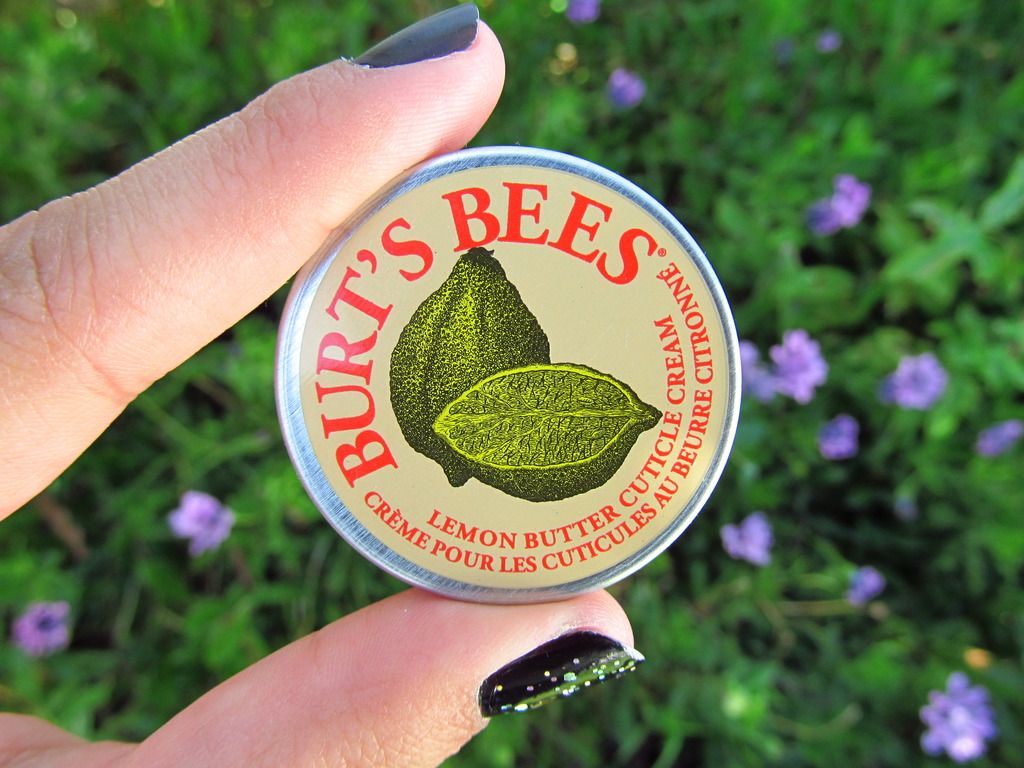 BURT'S BEES®
LEMON BUTTER CUTICLE CREAM
CRÈME POUR LES CUTICULES AU BEURRE CITRONNÉ